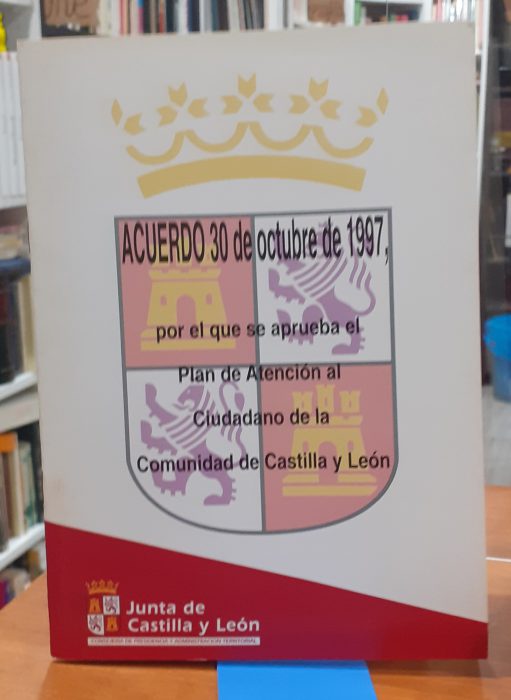 ACUERDO 30 de octubre de 1997,
por el que se aprueba el
Plan de Atención al
Ciudadano de la
Comunidad de Castilla y León
Junta de
Castilla y León
CONSEJERÍA DE PRESIDENCIA Y ADMINISTRACIÓN TERRITORIAL